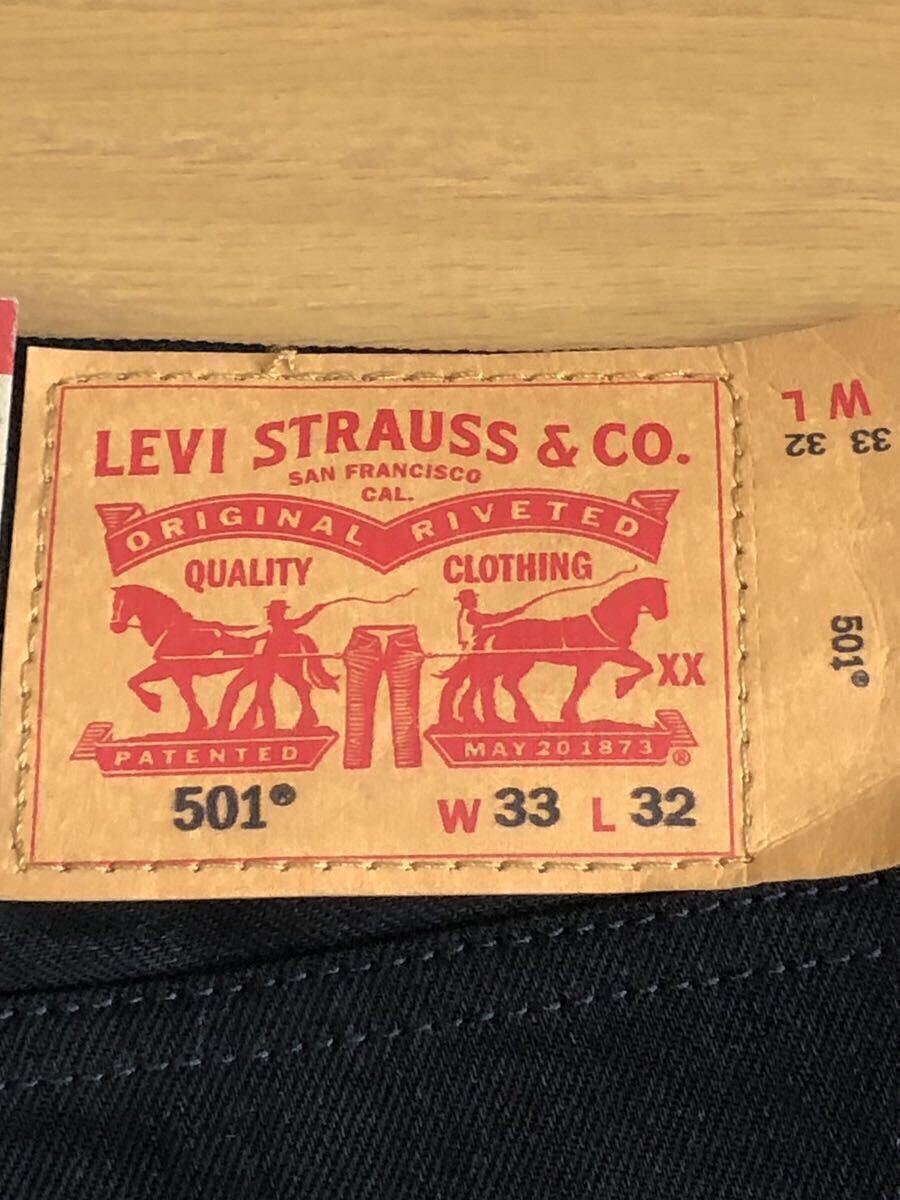 LEVI STRAUSS & CO.
SAN FRANCISCO
CAL.
ORIGINAL RIVETED
QUALITY CLOTHING
XX
PATENTED MAY 20 1873 ®
501® W 33 L 32
W L
33 32
501®